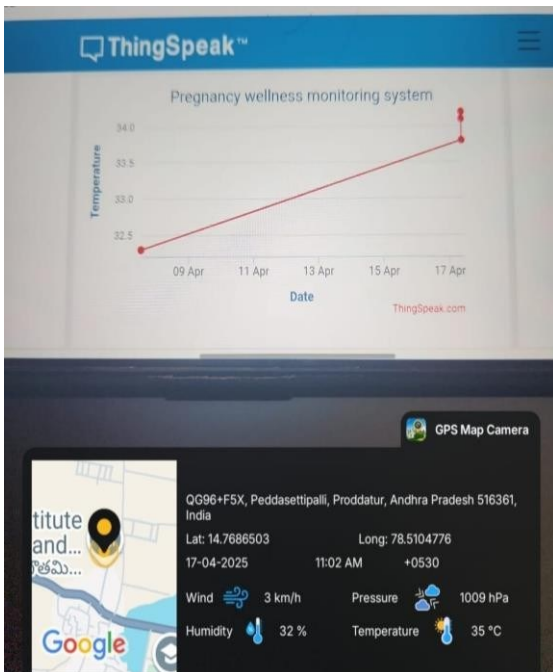 ThingSpeak™
Pregnancy wellness monitoring system
Temperature
34.0
33.5
33.0
32.5
09 Apr
11 Apr
13 Apr
15 Apr
17 Apr
Date
ThingSpeak.com
GPS Map Camera
QG96+F5X, Peddasettipalli, Proddatur, Andhra Pradesh 516361,
India
Lat: 14.7686503
Long: 78.5104776
17-04-2025
11:02 AM
+0530
Wind
3 km/h
Pressure
1009 hPa
Humidity
32 %
Temperature
35 °C
titute
and...
Google